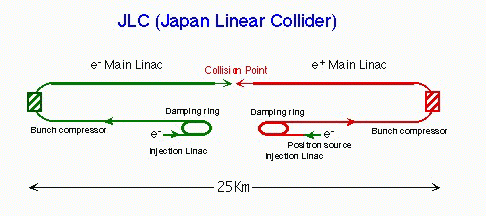 JLC (Japan Linear Collider)
e- Main Linac
e+ Main Linac
Collision Point
Damping ring
Damping ring
Bunch compressor
e-
e-
Bunch compressor
Positron source
Injection Linac
Injection Linac
25Km